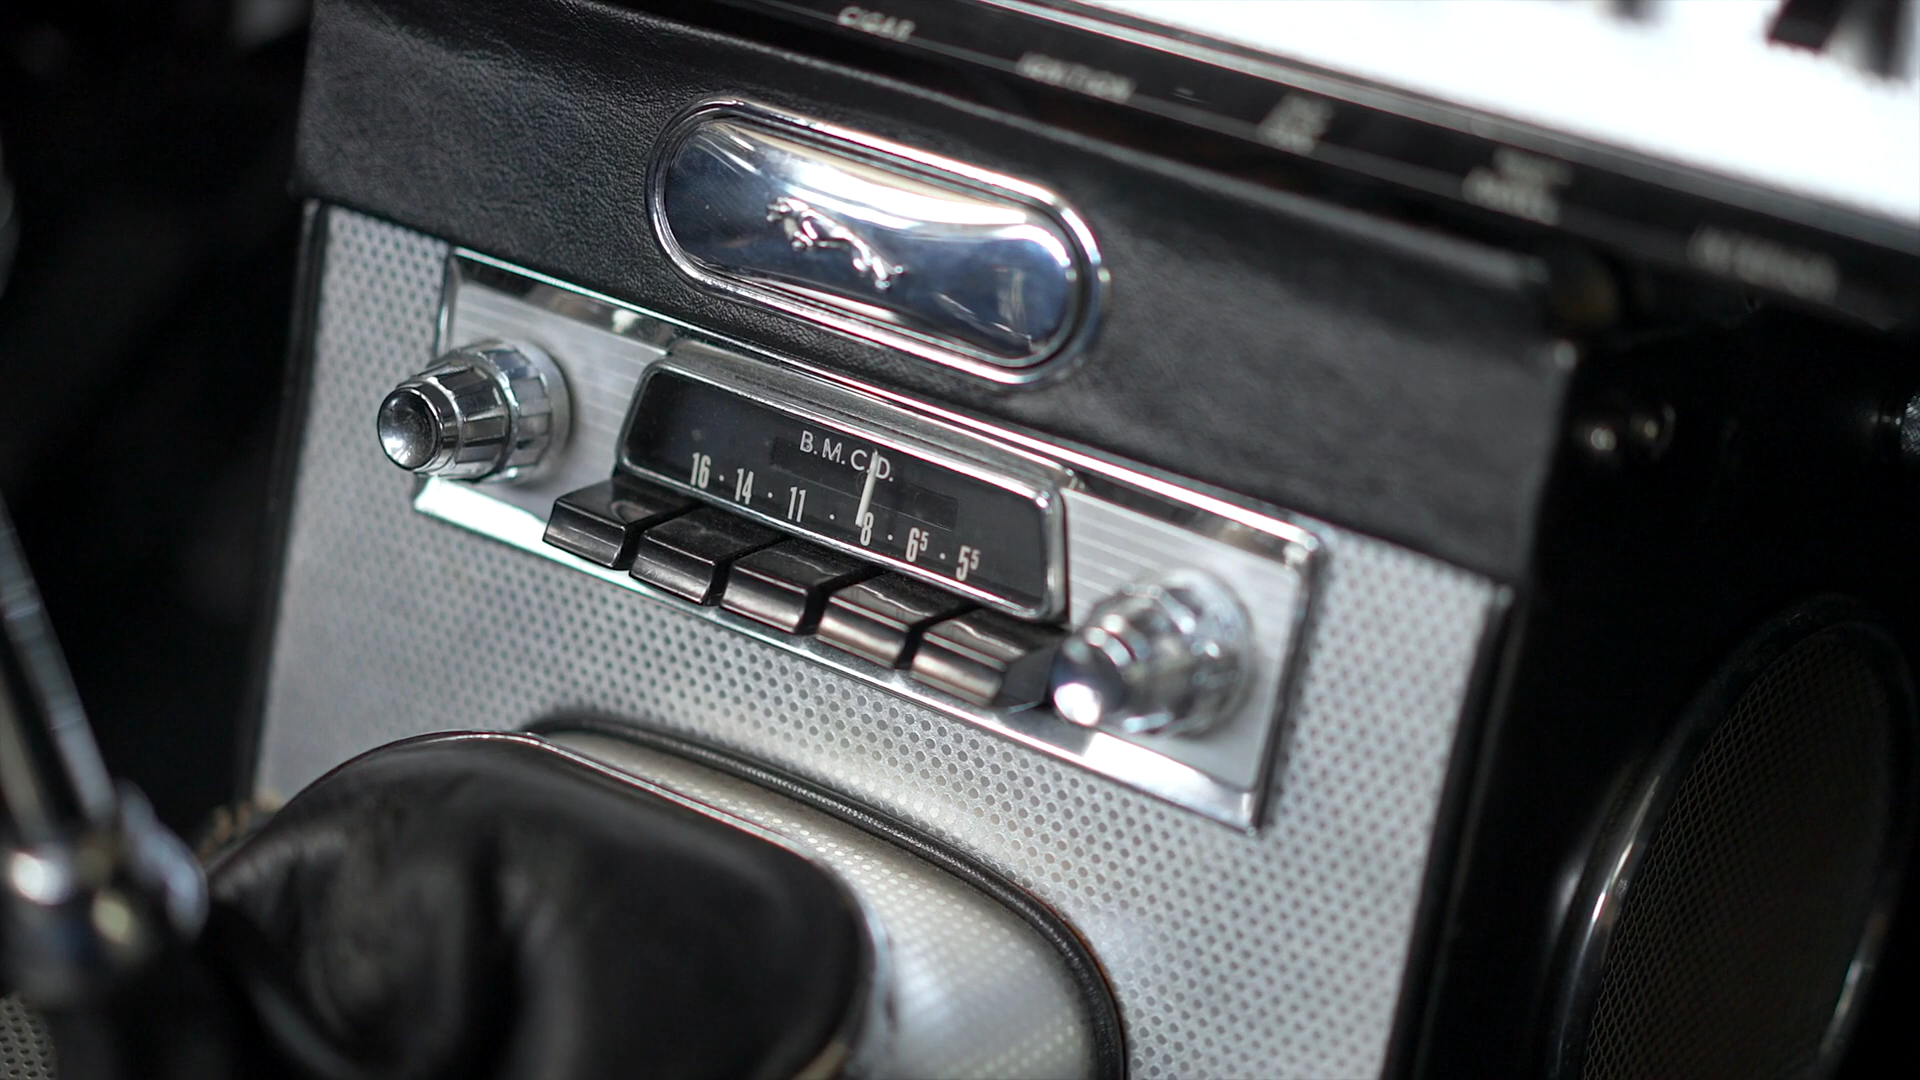 CIGAR
IGNITION
B.M.C.D.
16 · 14 · 11 · 8 · 6⁵ · 5⁵